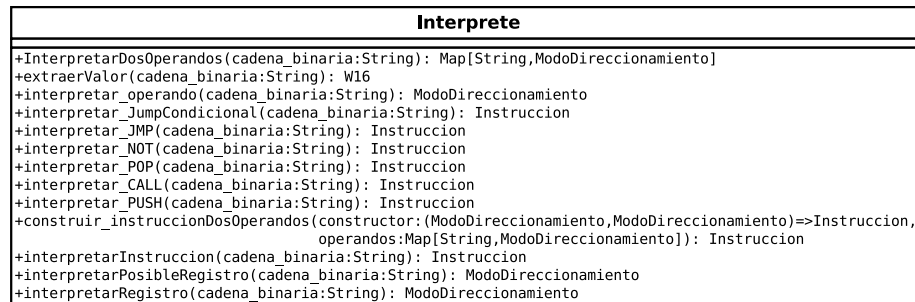 Interprete
+InterpretarDosOperandos(cadena_binaria:String): Map[String,ModoDireccionamiento]
+extraerValor(cadena_binaria:String): W16
+interpretar_operando(cadena_binaria:String): ModoDireccionamiento
+interpretar_JumpCondicional(cadena_binaria:String): Instruccion
+interpretar_JMP(cadena_binaria:String): Instruccion
+interpretar_NOT(cadena_binaria:String): Instruccion
+interpretar_POP(cadena_binaria:String): Instruccion
+interpretar_CALL(cadena_binaria:String): Instruccion
+interpretar_PUSH(cadena_binaria:String): Instruccion
+construir_instruccionDosOperandos(constructor:(ModoDireccionamiento,ModoDireccionamiento)=>Instruccion,
operandos:Map[String,ModoDireccionamiento]): Instruccion
+interpretarInstruccion(cadena_binaria:String): Instruccion
+interpretarPosibleRegistro(cadena_binaria:String): ModoDireccionamiento
+interpretarRegistro(cadena_binaria:String): ModoDireccionamiento